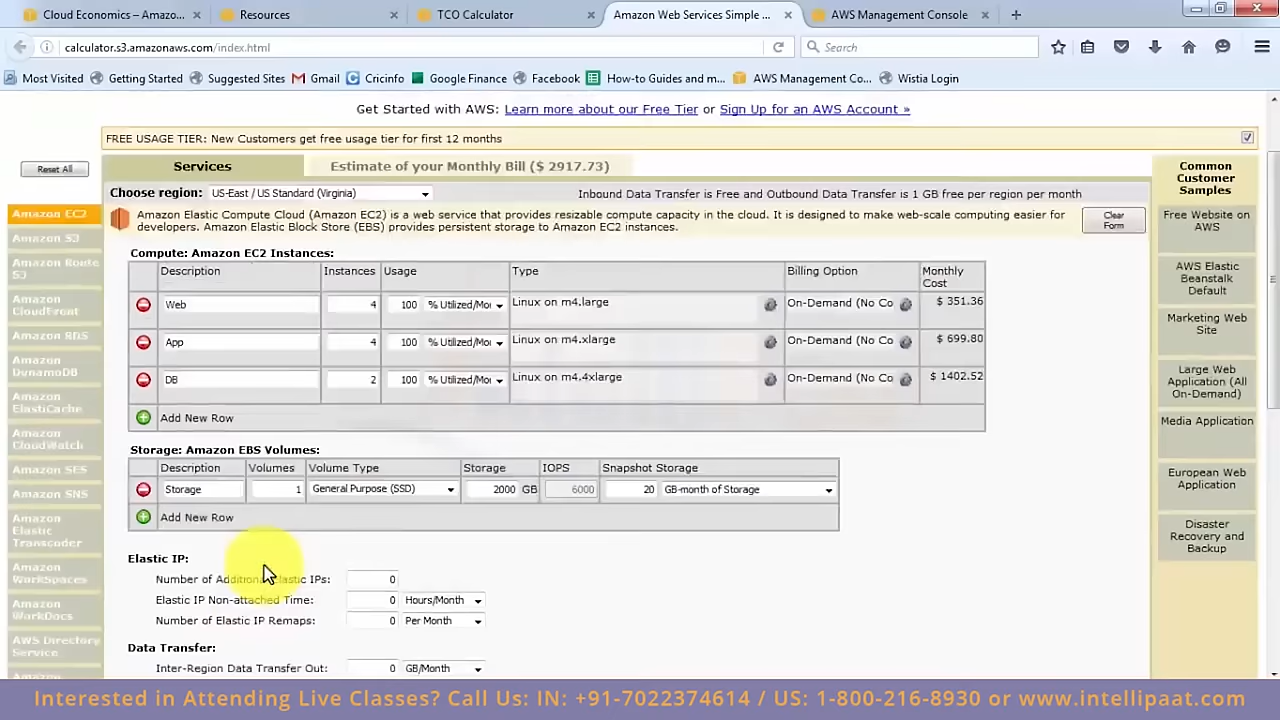 Cloud Economics – Amazo... × Resources × TCO Calculator × Amazon Web Services Simple ... × AWS Management Console × +
calculator.s3.amazonaws.com/index.html Search
Most Visited Getting Started Suggested Sites Gmail Cricinfo Google Finance Facebook How-to Guides and m... AWS Management Co... Wistia Login
Get Started with AWS: Learn more about our Free Tier or Sign Up for an AWS Account »
FREE USAGE TIER: New Customers get free usage tier for first 12 months
Reset All
Services Estimate of your Monthly Bill ($ 2917.73)
Choose region: US-East / US Standard (Virginia) Inbound Data Transfer is Free and Outbound Data Transfer is 1 GB free per region per month
Amazon Elastic Compute Cloud (Amazon EC2) is a web service that provides resizable compute capacity in the cloud. It is designed to make web-scale computing easier for
developers. Amazon Elastic Block Store (EBS) provides persistent storage to Amazon EC2 instances.
Clear
Form
Compute: Amazon EC2 Instances:
Description Instances Usage Type Billing Option Monthly
Cost
Web 4 100 % Utilized/Mo Linux on m4.large On-Demand (No Co $ 351.36
App 4 100 % Utilized/Mo Linux on m4.xlarge On-Demand (No Co $ 699.80
DB 2 100 % Utilized/Mo Linux on m4.4xlarge On-Demand (No Co $ 1402.52
Add New Row
Storage: Amazon EBS Volumes:
Description Volumes Volume Type Storage IOPS Snapshot Storage
Storage 1 General Purpose (SSD) 2000 GB 6000 20 GB-month of Storage
Add New Row
Elastic IP:
Number of Additional Elastic IPs: 0
Elastic IP Non-attached Time: 0 Hours/Month
Number of Elastic IP Remaps: 0 Per Month
Data Transfer:
Inter-Region Data Transfer Out: 0 GB/Month
Amazon EC2
Amazon S3
Amazon Route
53
Amazon
CloudFront
Amazon RDS
Amazon
DynamoDB
Amazon
ElastiCache
Amazon
CloudWatch
Amazon SES
Amazon SNS
Amazon
Elastic
Transcoder
Amazon
WorkSpaces
Amazon
WorkDocs
AWS Directory
Service
Amazon
Common
Customer
Samples
Free Website on
AWS
AWS Elastic
Beanstalk
Default
Marketing Web
Site
Large Web
Application (All
On-Demand)
Media Application
European Web
Application
Disaster
Recovery and
Backup
Interested in Attending Live Classes? Call Us: IN: +91-7022374614 / US: 1-800-216-8930 or www.intellipaat.com